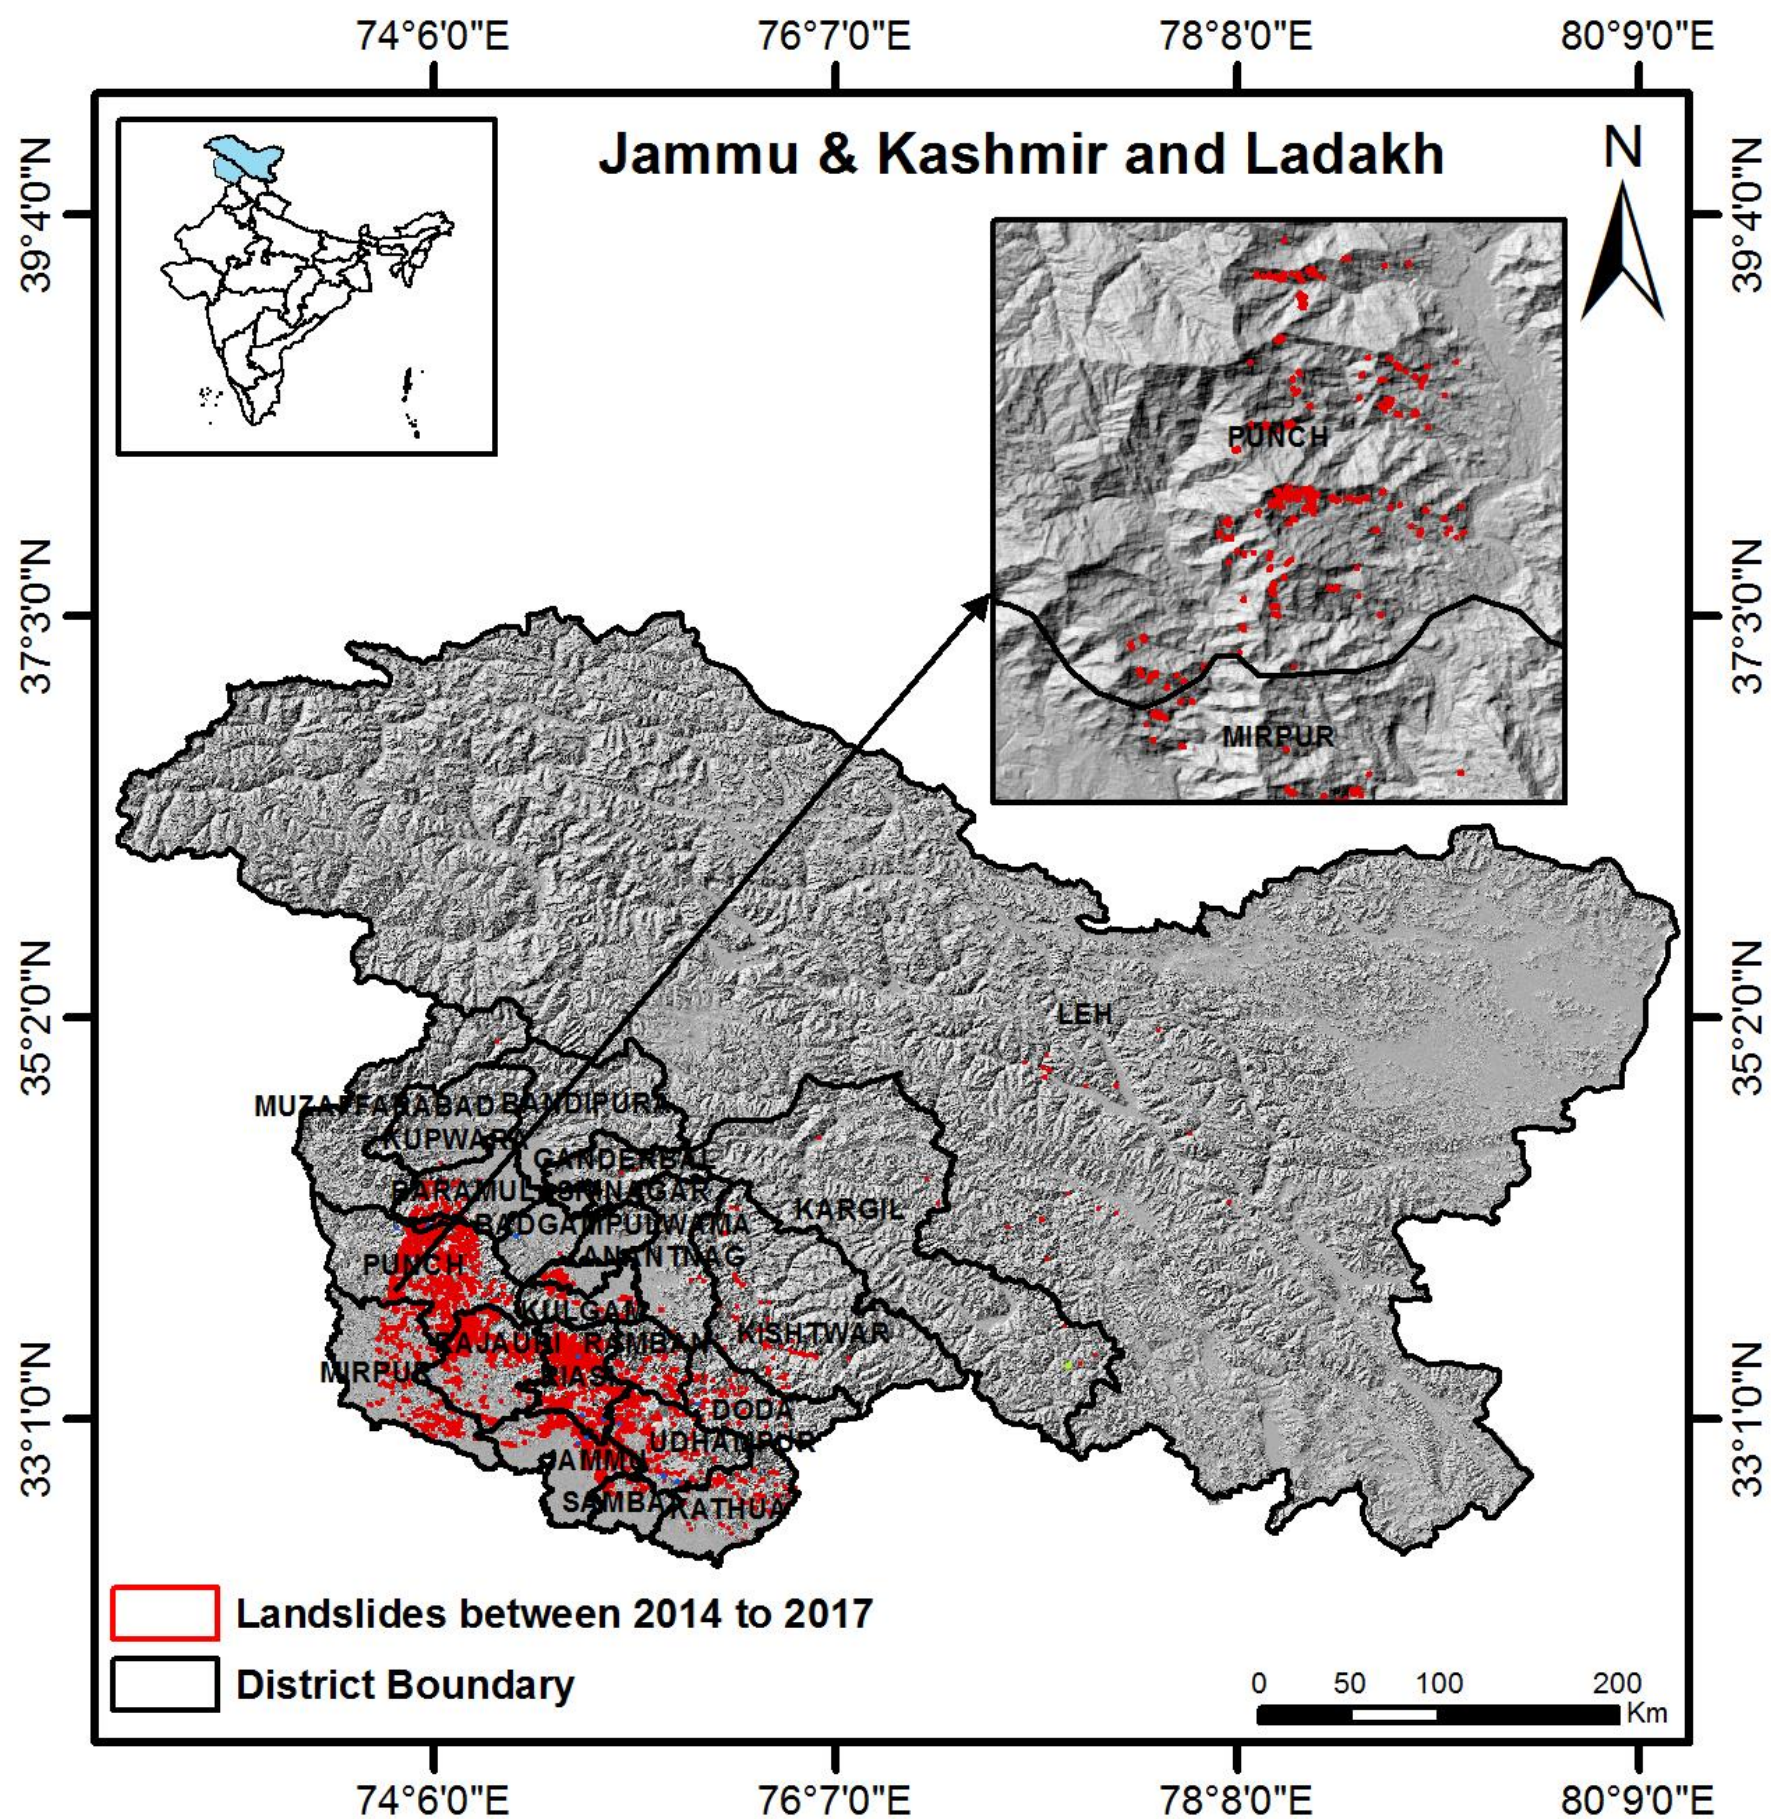 74°6'0"E 76°7'0"E 78°8'0"E 80°9'0"E
Jammu & Kashmir and Ladakh
N
39°4'0"N
39°4'0"N
PUNCH
MIRPUR
37°3'0"N
37°3'0"N
LEH
35°2'0"N
35°2'0"N
MUZAFFARABAD BANDIPURA
KUPWARA
GANDERBAL
BARAMULA SRINAGAR
KARGIL
BADGAM PULWAMA
ANANTNAG
PUNCH
KULGAM
KISHTWAR
RAJAURI RAMBAN
MIRPUR
RIASI
DODA
UDHAMPUR
JAMMU
SAMBA KATHUA
33°1'0"N
33°1'0"N
Landslides between 2014 to 2017
District Boundary
0 50 100 200
Km
74°6'0"E 76°7'0"E 78°8'0"E 80°9'0"E